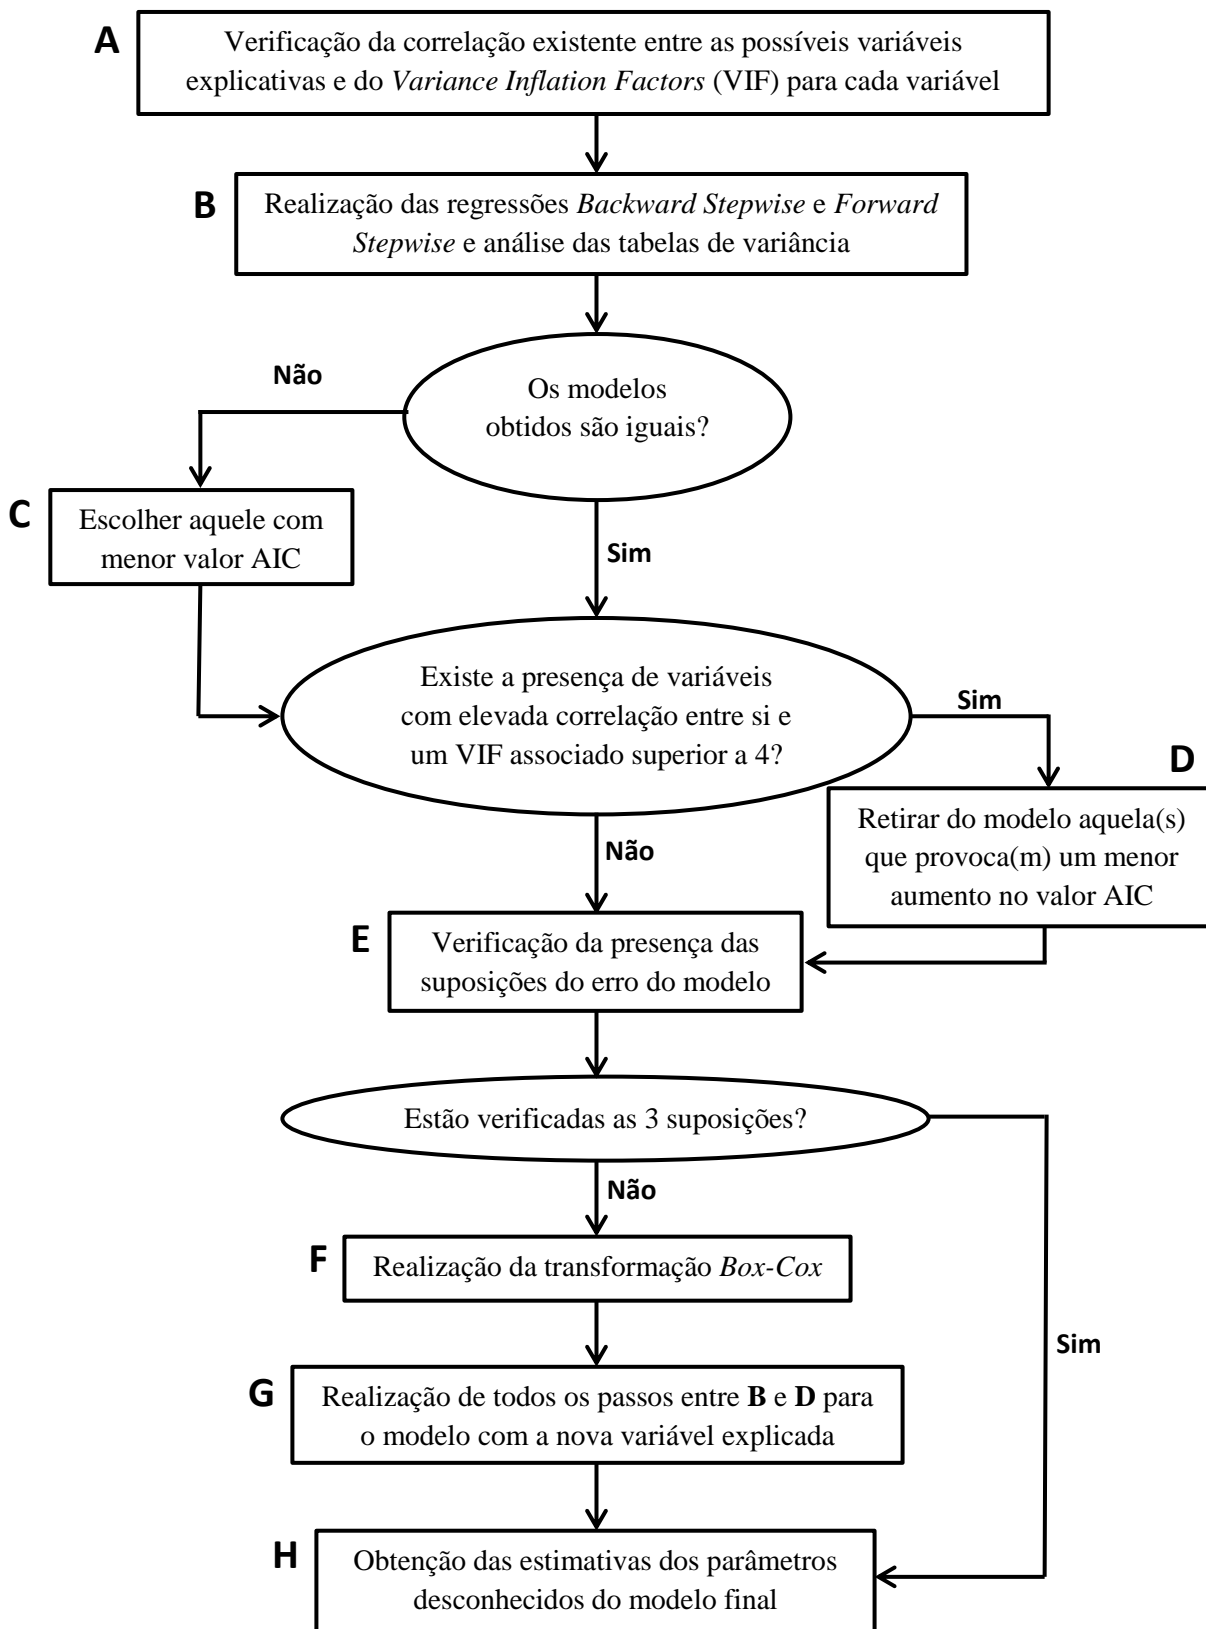 A
Verificação da correlação existente entre as possíveis variáveis
explicativas e do Variance Inflation Factors (VIF) para cada variável
B
Realização das regressões Backward Stepwise e Forward
Stepwise e análise das tabelas de variância
Não
Os modelos
obtidos são iguais?
C
Escolher aquele com
menor valor AIC
Sim
Existe a presença de variáveis
com elevada correlação entre si e
um VIF associado superior a 4?
Sim
D
Retirar do modelo aquela(s)
que provoca(m) um menor
aumento no valor AIC
Não
E
Verificação da presença das
suposições do erro do modelo
Estão verificadas as 3 suposições?
Não
F
Realização da transformação Box-Cox
Sim
G
Realização de todos os passos entre B e D para
o modelo com a nova variável explicada
H
Obtenção das estimativas dos parâmetros
desconhecidos do modelo final